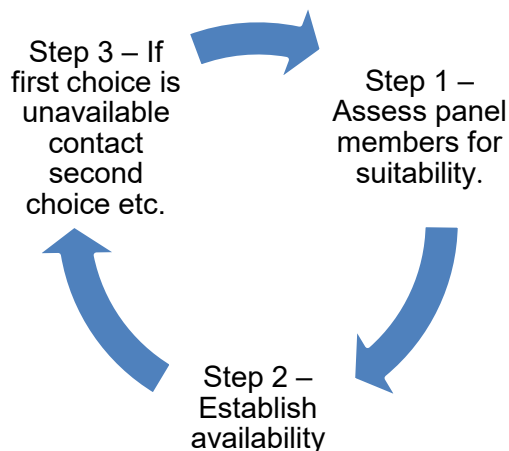 Step 1 –
Assess panel
members for
suitability.
Step 2 –
Establish
availability
Step 3 – If
first choice is
unavailable
contact
second
choice etc.